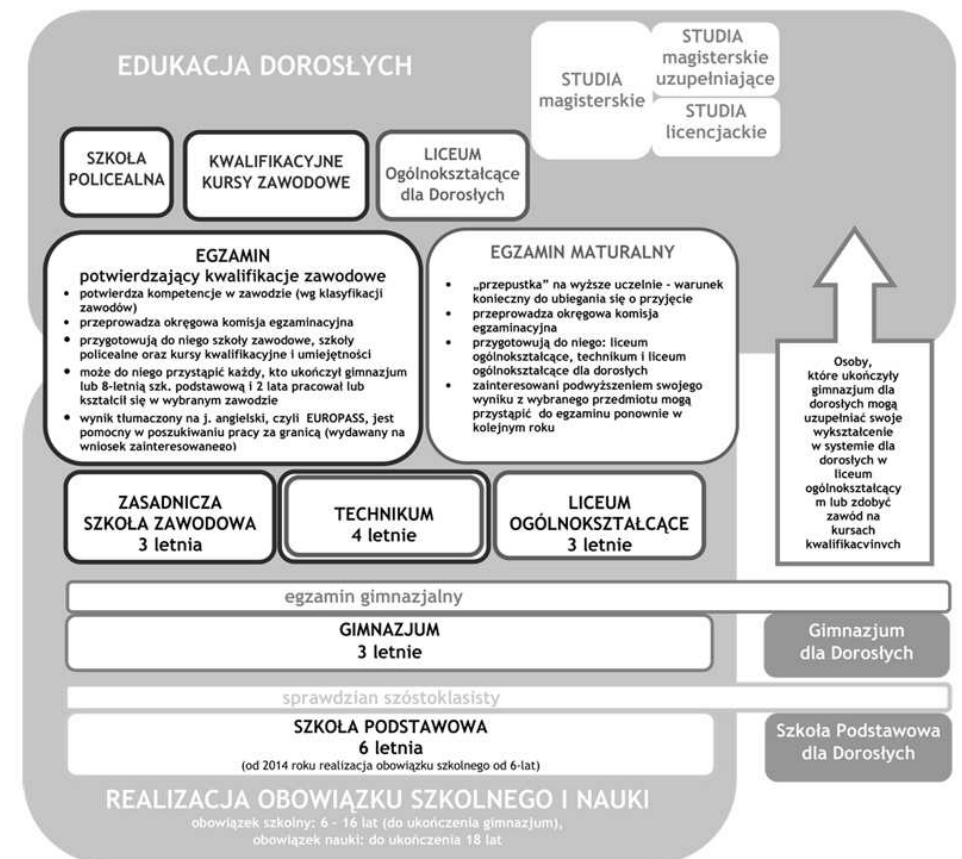 EDUKACJA DOROSŁYCH
STUDIA
magisterskie
STUDIA
magisterskie
uzupełniające
STUDIA
licencjackie
SZKOŁA
POLICEALNA
KWALIFIKACYJNE
KURSY ZAWODOWE
LICEUM
Ogólnokształcące
dla Dorosłych
EGZAMIN
potwierdzający kwalifikacje zawodowe
• potwierdza kompetencje w zawodzie (wg klasyfikacji
zawodów)
• przeprowadza okręgowa komisja egzaminacyjna
• przygotowują do niego szkoły zawodowe, szkoły
policealne oraz kursy kwalifikacyjne i umiejętności
• może do niego przystąpić każdy, kto ukończył gimnazjum
lub 8-letnią szk. podstawową i 2 lata pracował lub
kształcił się w wybranym zawodzie
• wynik tłumaczony na j. angielski, czyli EUROPASS, jest
pomocny w poszukiwaniu pracy za granicą (wydawany na
wniosek zainteresowanego)
EGZAMIN MATURALNY
• „przepustka” na wyższe uczelnie - warunek
konieczny do ubiegania się o przyjęcie
• przeprowadza okręgowa komisja
egzaminacyjna
• przygotowują do niego: liceum
ogólnokształcące, technikum i liceum
ogólnokształcące dla dorosłych
• zainteresowani podwyższeniem swojego
wyniku z wybranego przedmiotu mogą
przystąpić do egzaminu ponownie w
kolejnym roku
Osoby,
które ukończyły
gimnazjum dla
dorosłych mogą
uzupełniać swoje
wykształcenie
w systemie dla
dorosłych w
liceum
ogólnokształcący
m lub zdobyć
zawód na
kursach
kwalifikacyjnych
ZASADNICZA
SZKOŁA ZAWODOWA
3 letnia
TECHNIKUM
4 letnie
LICEUM
OGÓLNOKSZTAŁCĄCE
3 letnie
egzamin gimnazjalny
GIMNAZJUM
3 letnie
Gimnazjum
dla Dorosłych
sprawdzian szóstoklasisty
SZKOŁA PODSTAWOWA
6 letnia
(od 2014 roku realizacja obowiązku szkolnego od 6-lat)
Szkoła Podstawowa
dla Dorosłych
REALIZACJA OBOWIĄZKU SZKOLNEGO I NAUKI
obowiązek szkolny: 6 - 16 lat (do ukończenia gimnazjum),
obowiązek nauki: do ukończenia 18 lat